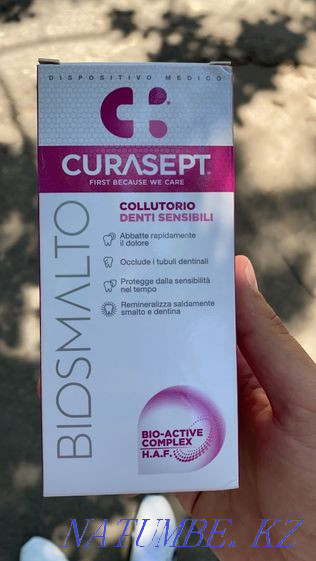 DISPOSITIVO MEDICO
CURASEPT®
FIRST BECAUSE WE CARE
BIOSMALTO
COLLUTORIO
DENTI SENSIBILI
Abbatte rapidamente
il dolore
Occlude i tubuli dentinali
Protegge dalla sensibilità
nel tempo
Remineralizza saldamente
smalto e dentina
BIO-ACTIVE
COMPLEX
H.A.F.
NATUMBE.KZ